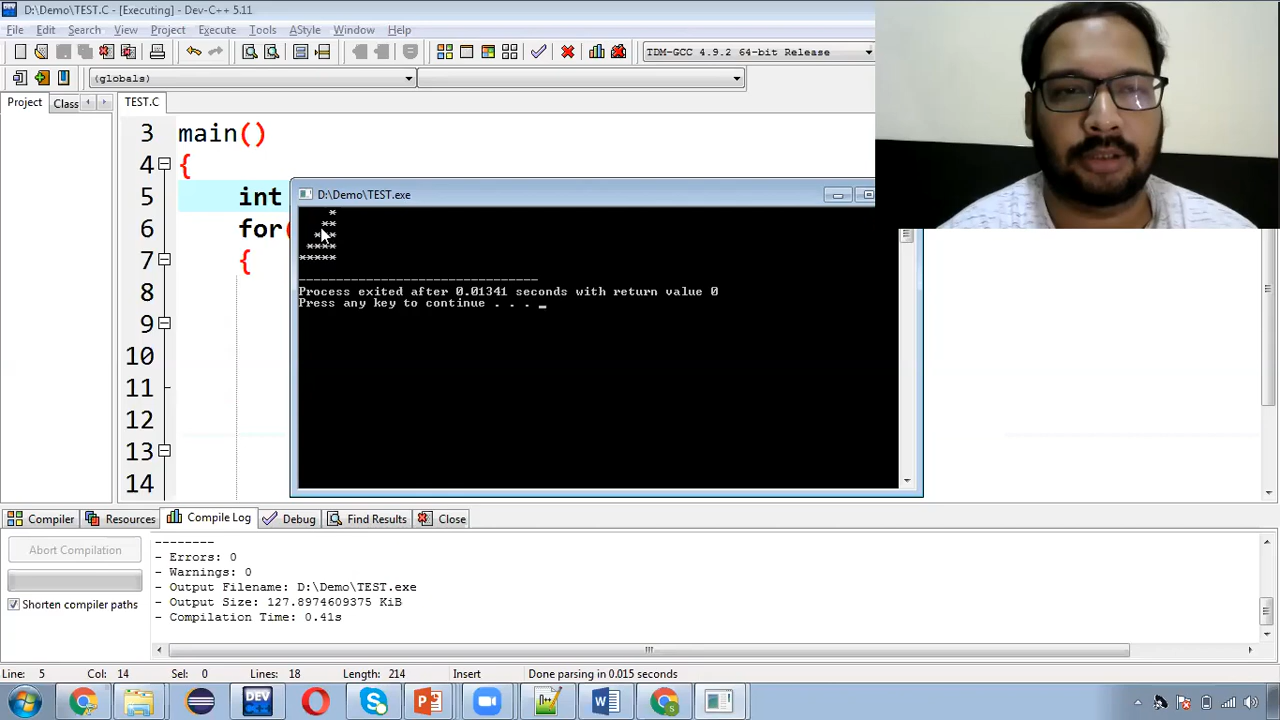 D:\Demo\TEST.C - [Executing] - Dev-C++ 5.11
File Edit Search View Project Execute Tools AStyle Window Help
TDM-GCC 4.9.2 64-bit Release
(globals)
Project Class TEST.C
3 main()
4 {
5 int
6 for(
7 {
8
9
10
11
12
13
14
D:\Demo\TEST.exe
*
**
***
****
*****
--------------------------------
Process exited after 0.01341 seconds with return value 0
Press any key to continue . . . _
Compiler Resources Compile Log Debug Find Results Close
Abort Compilation
Shorten compiler paths
--------
- Errors: 0
- Warnings: 0
- Output Filename: D:\Demo\TEST.exe
- Output Size: 127.8974609375 KiB
- Compilation Time: 0.41s
Line: 5 Col: 14 Sel: 0 Lines: 18 Length: 214 Insert Done parsing in 0.015 seconds
DEV